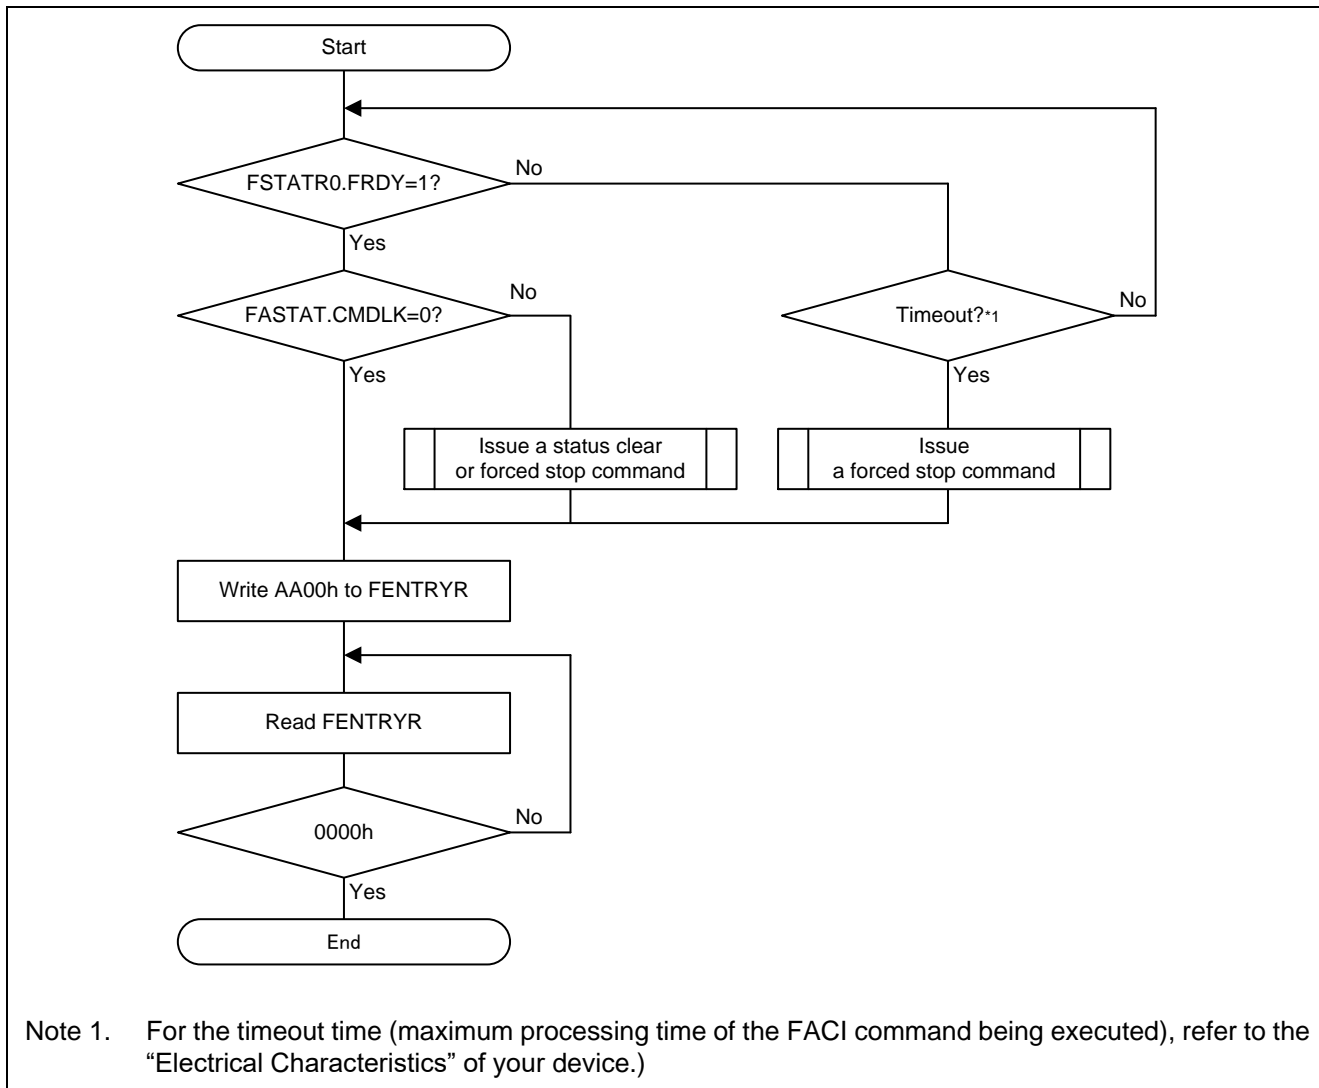 Start
FSTATR0.FRDY=1?
No
Yes
FASTAT.CMDLK=0?
No
Yes
Timeout?*1
No
Yes
Issue a status clear
or forced stop command
Issue
a forced stop command
Write AA00h to FENTRYR
Read FENTRYR
0000h
No
Yes
End
Note 1. For the timeout time (maximum processing time of the FACI command being executed), refer to the
“Electrical Characteristics” of your device.)